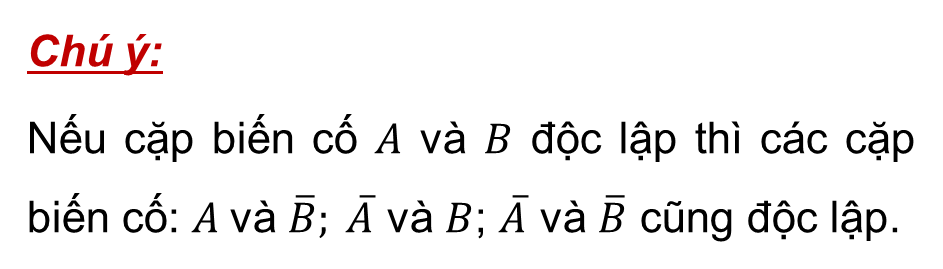 Chú ý:
Nếu cặp biến cố A và B độc lập thì các cặp
biến cố: A và B̅; A̅ và B; A̅ và B̅ cũng độc lập.